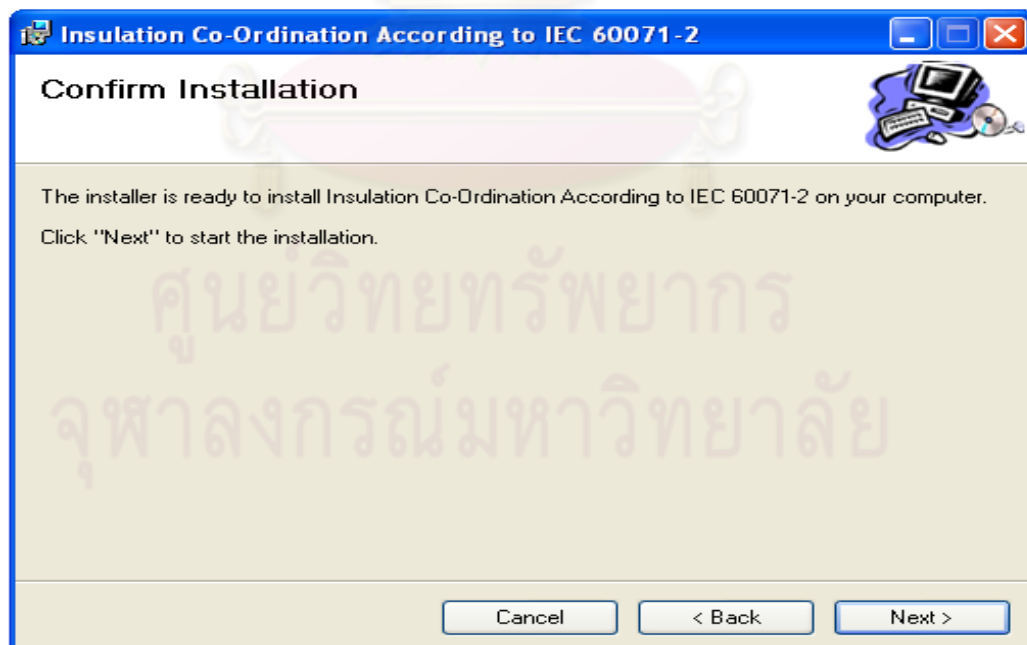 Insulation Co-Ordination According to IEC 60071-2
Confirm Installation
The installer is ready to install Insulation Co-Ordination According to IEC 60071-2 on your computer.
Click "Next" to start the installation.
ศูนย์วิทยทรัพยากร
จุฬาลงกรณ์มหาวิทยาลัย
Cancel
< Back
Next >